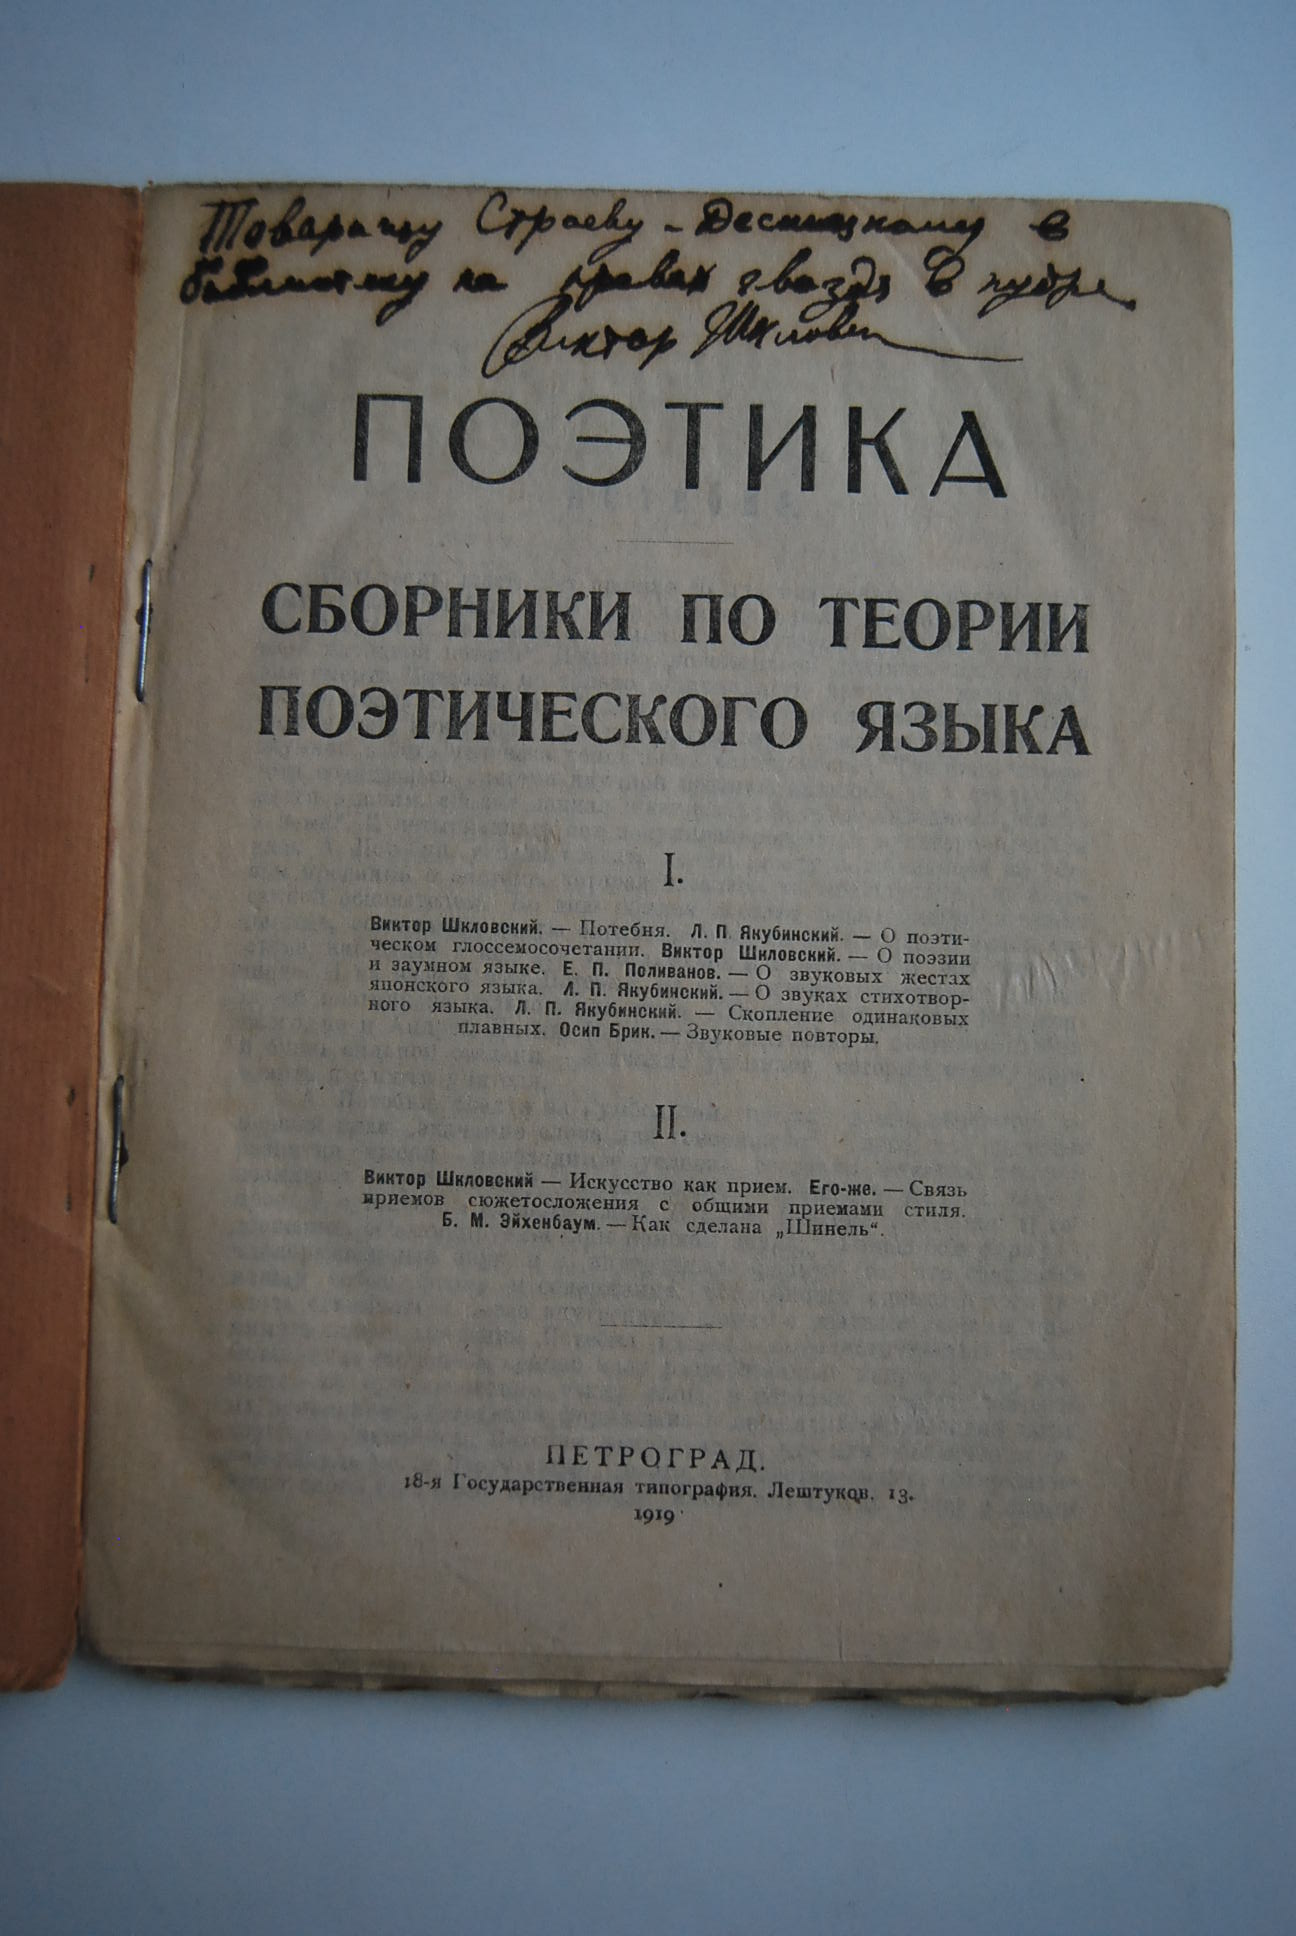 Товарищу Строеву-Десницкому в
библиотеку на правах гвоздя в пудре
Виктор Шкловский
ПОЭТИКА
СБОРНИКИ ПО ТЕОРИИ
ПОЭТИЧЕСКОГО ЯЗЫКА
I.
Виктор Шкловский. — Потебня. Л. П. Якубинский. — О поэти-
ческом глоссемосочетании. Виктор Шкловский. — О поэзии
и заумном языке. Е. П. Поливанов. — О звуковых жестах
японского языка. Л. П. Якубинский. — О звуках стихотвор-
ного языка. Л. П. Якубинский. — Скопление одинаковых
плавных. Осип Брик. — Звуковые повторы.
II.
Виктор Шкловский — Искусство как прием. Его-же. — Связь
приемов сюжетосложения с общими приемами стиля.
Б. М. Эйхенбаум. — Как сделана „Шинель“.
ПЕТРОГРАД.
18-я Государственная типография. Лештуков, 13.
1919